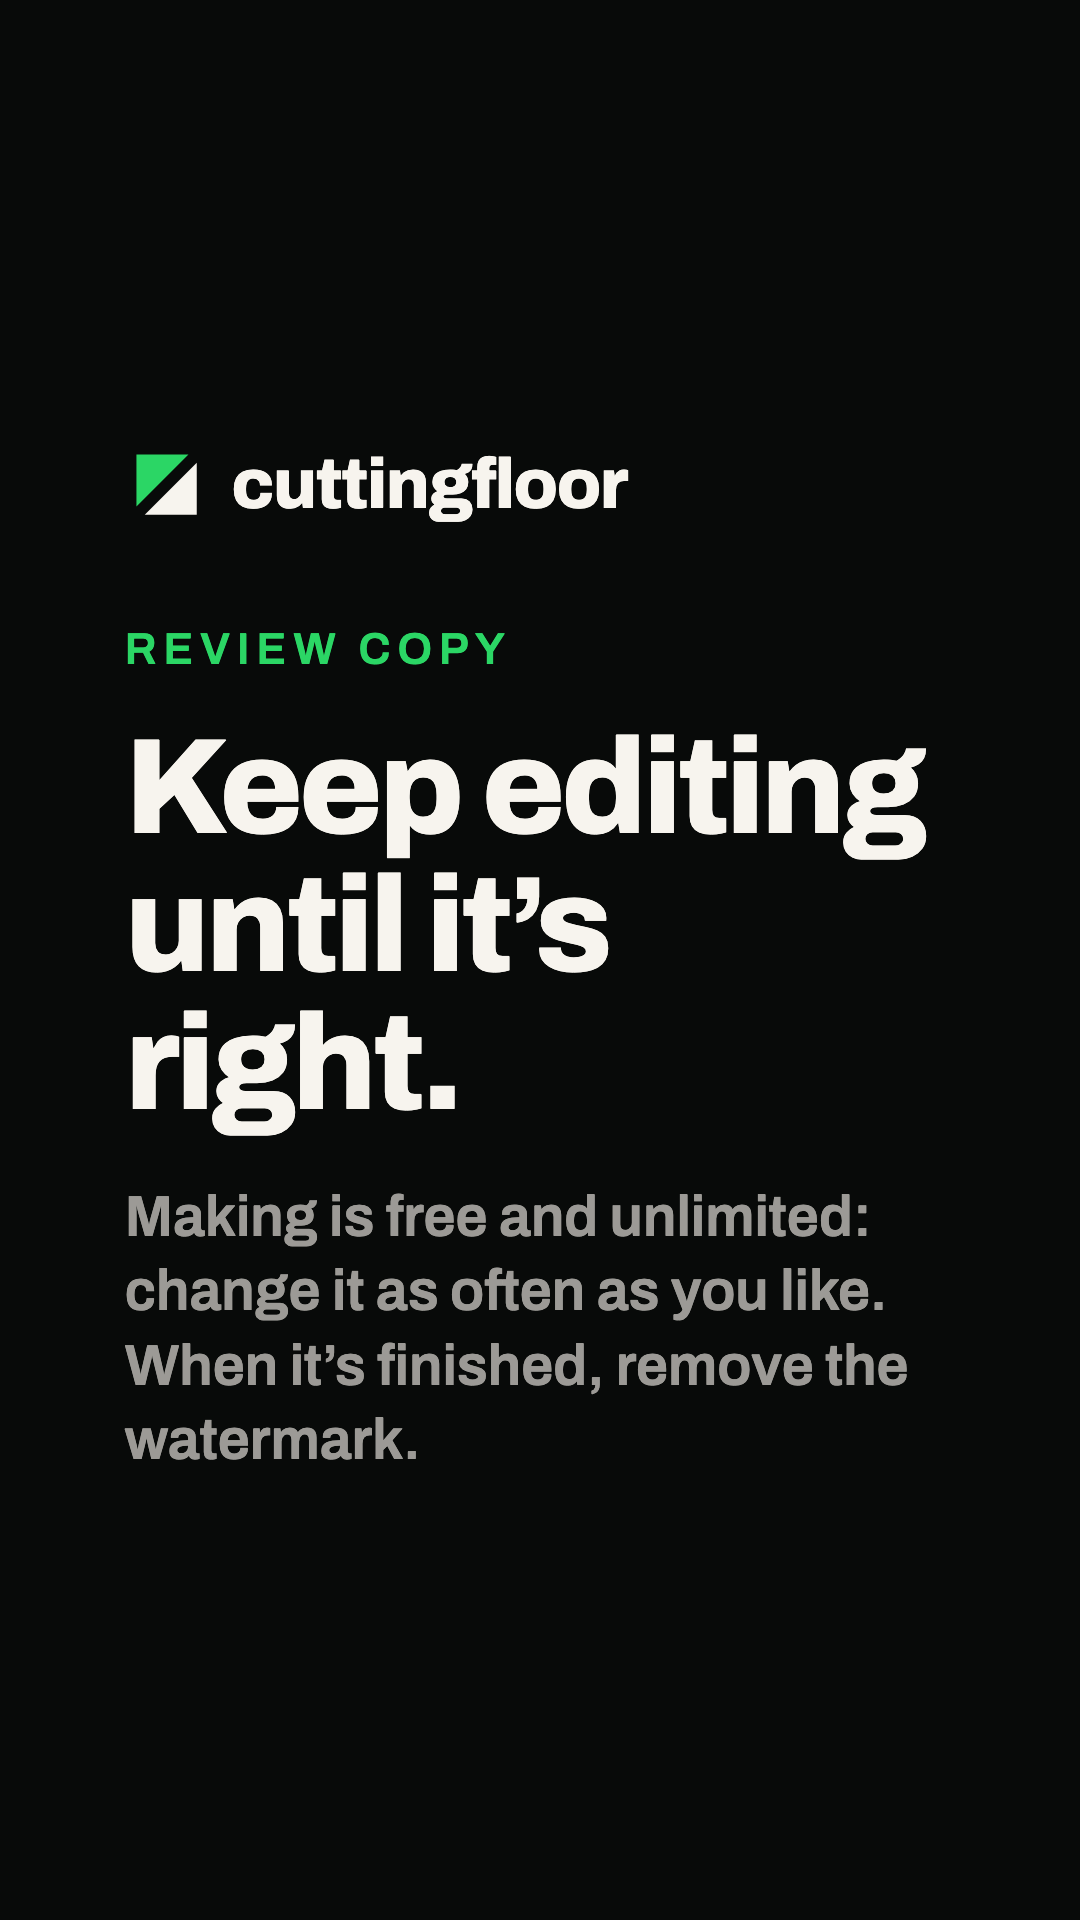 cuttingfloor
REVIEW COPY
Keep editing
until it’s
right.
Making is free and unlimited:
change it as often as you like.
When it’s finished, remove the
watermark.